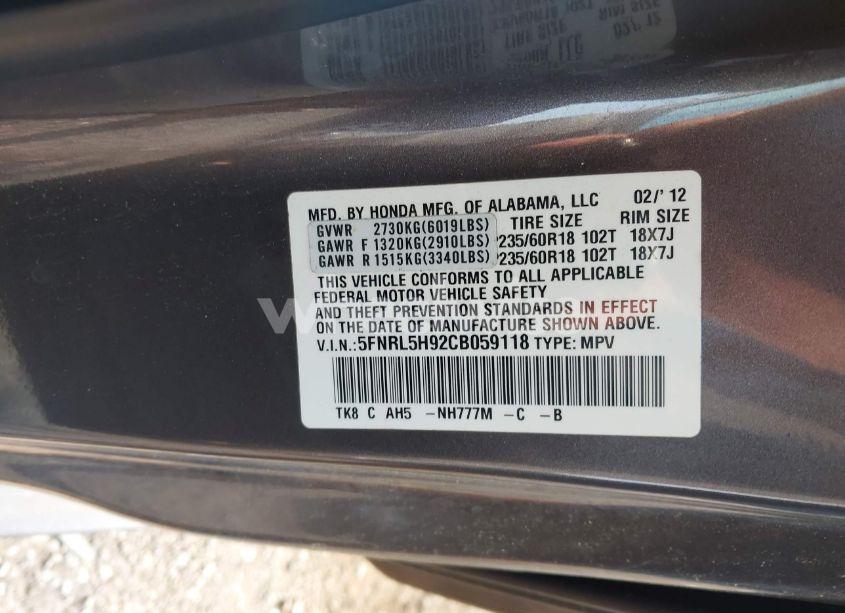 MFD. BY HONDA MFG. OF ALABAMA, LLC 02/' 12
GVWR 2730KG(6019LBS) TIRE SIZE RIM SIZE
GAWR F 1320KG(2910LBS) P235/60R18 102T 18X7J
GAWR R 1515KG(3340LBS) P235/60R18 102T 18X7J
THIS VEHICLE CONFORMS TO ALL APPLICABLE
FEDERAL MOTOR VEHICLE SAFETY
AND THEFT PREVENTION STANDARDS IN EFFECT
ON THE DATE OF MANUFACTURE SHOWN ABOVE.
V.I.N.:5FNRL5H92CB059118 TYPE: MPV
TK8 C AH5 -NH777M -C -B